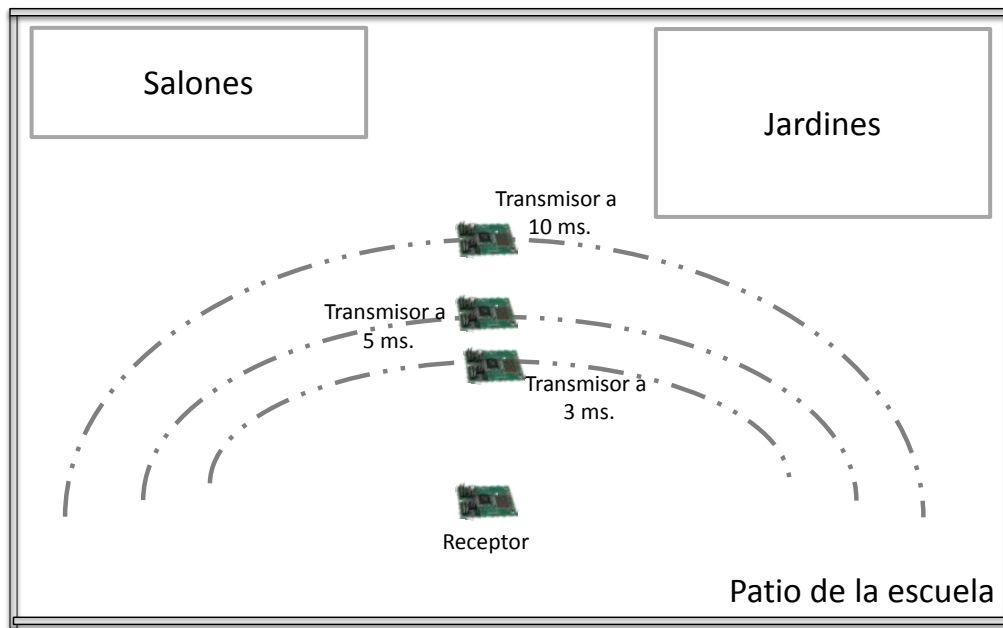 Salones
Jardines
Transmisor a
10 ms.
Transmisor a
5 ms.
Transmisor a
3 ms.
Receptor
Patio de la escuela